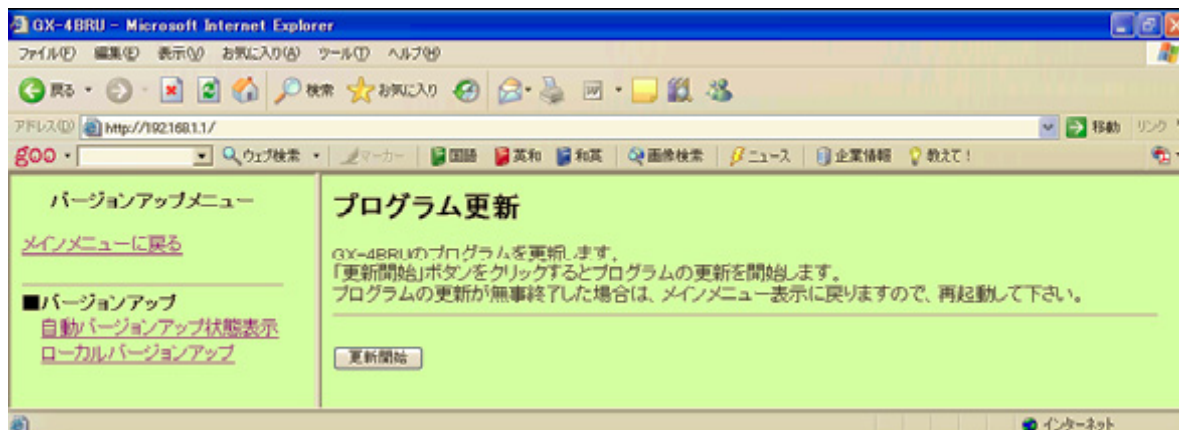 GX-4BRU - Microsoft Internet Explorer
ファイル(F) 編集(E) 表示(V) お気に入り(A) ツール(T) ヘルプ(H)
戻る 検索 お気に入り
アドレス(D) http://192.168.1.1/ 移動 リンク
goo ウェブ検索 マーカー 国語 英和 和英 画像検索 ニュース 企業情報 教えて!
バージョンアップメニュー
メインメニューに戻る
■バージョンアップ
自動バージョンアップ状態表示
ローカルバージョンアップ
プログラム更新
GX-4BRUのプログラムを更新します。
「更新開始」ボタンをクリックするとプログラムの更新を開始します。
プログラムの更新が無事終了した場合は、メインメニュー表示に戻りますので、再起動して下さい。
更新開始
インターネット